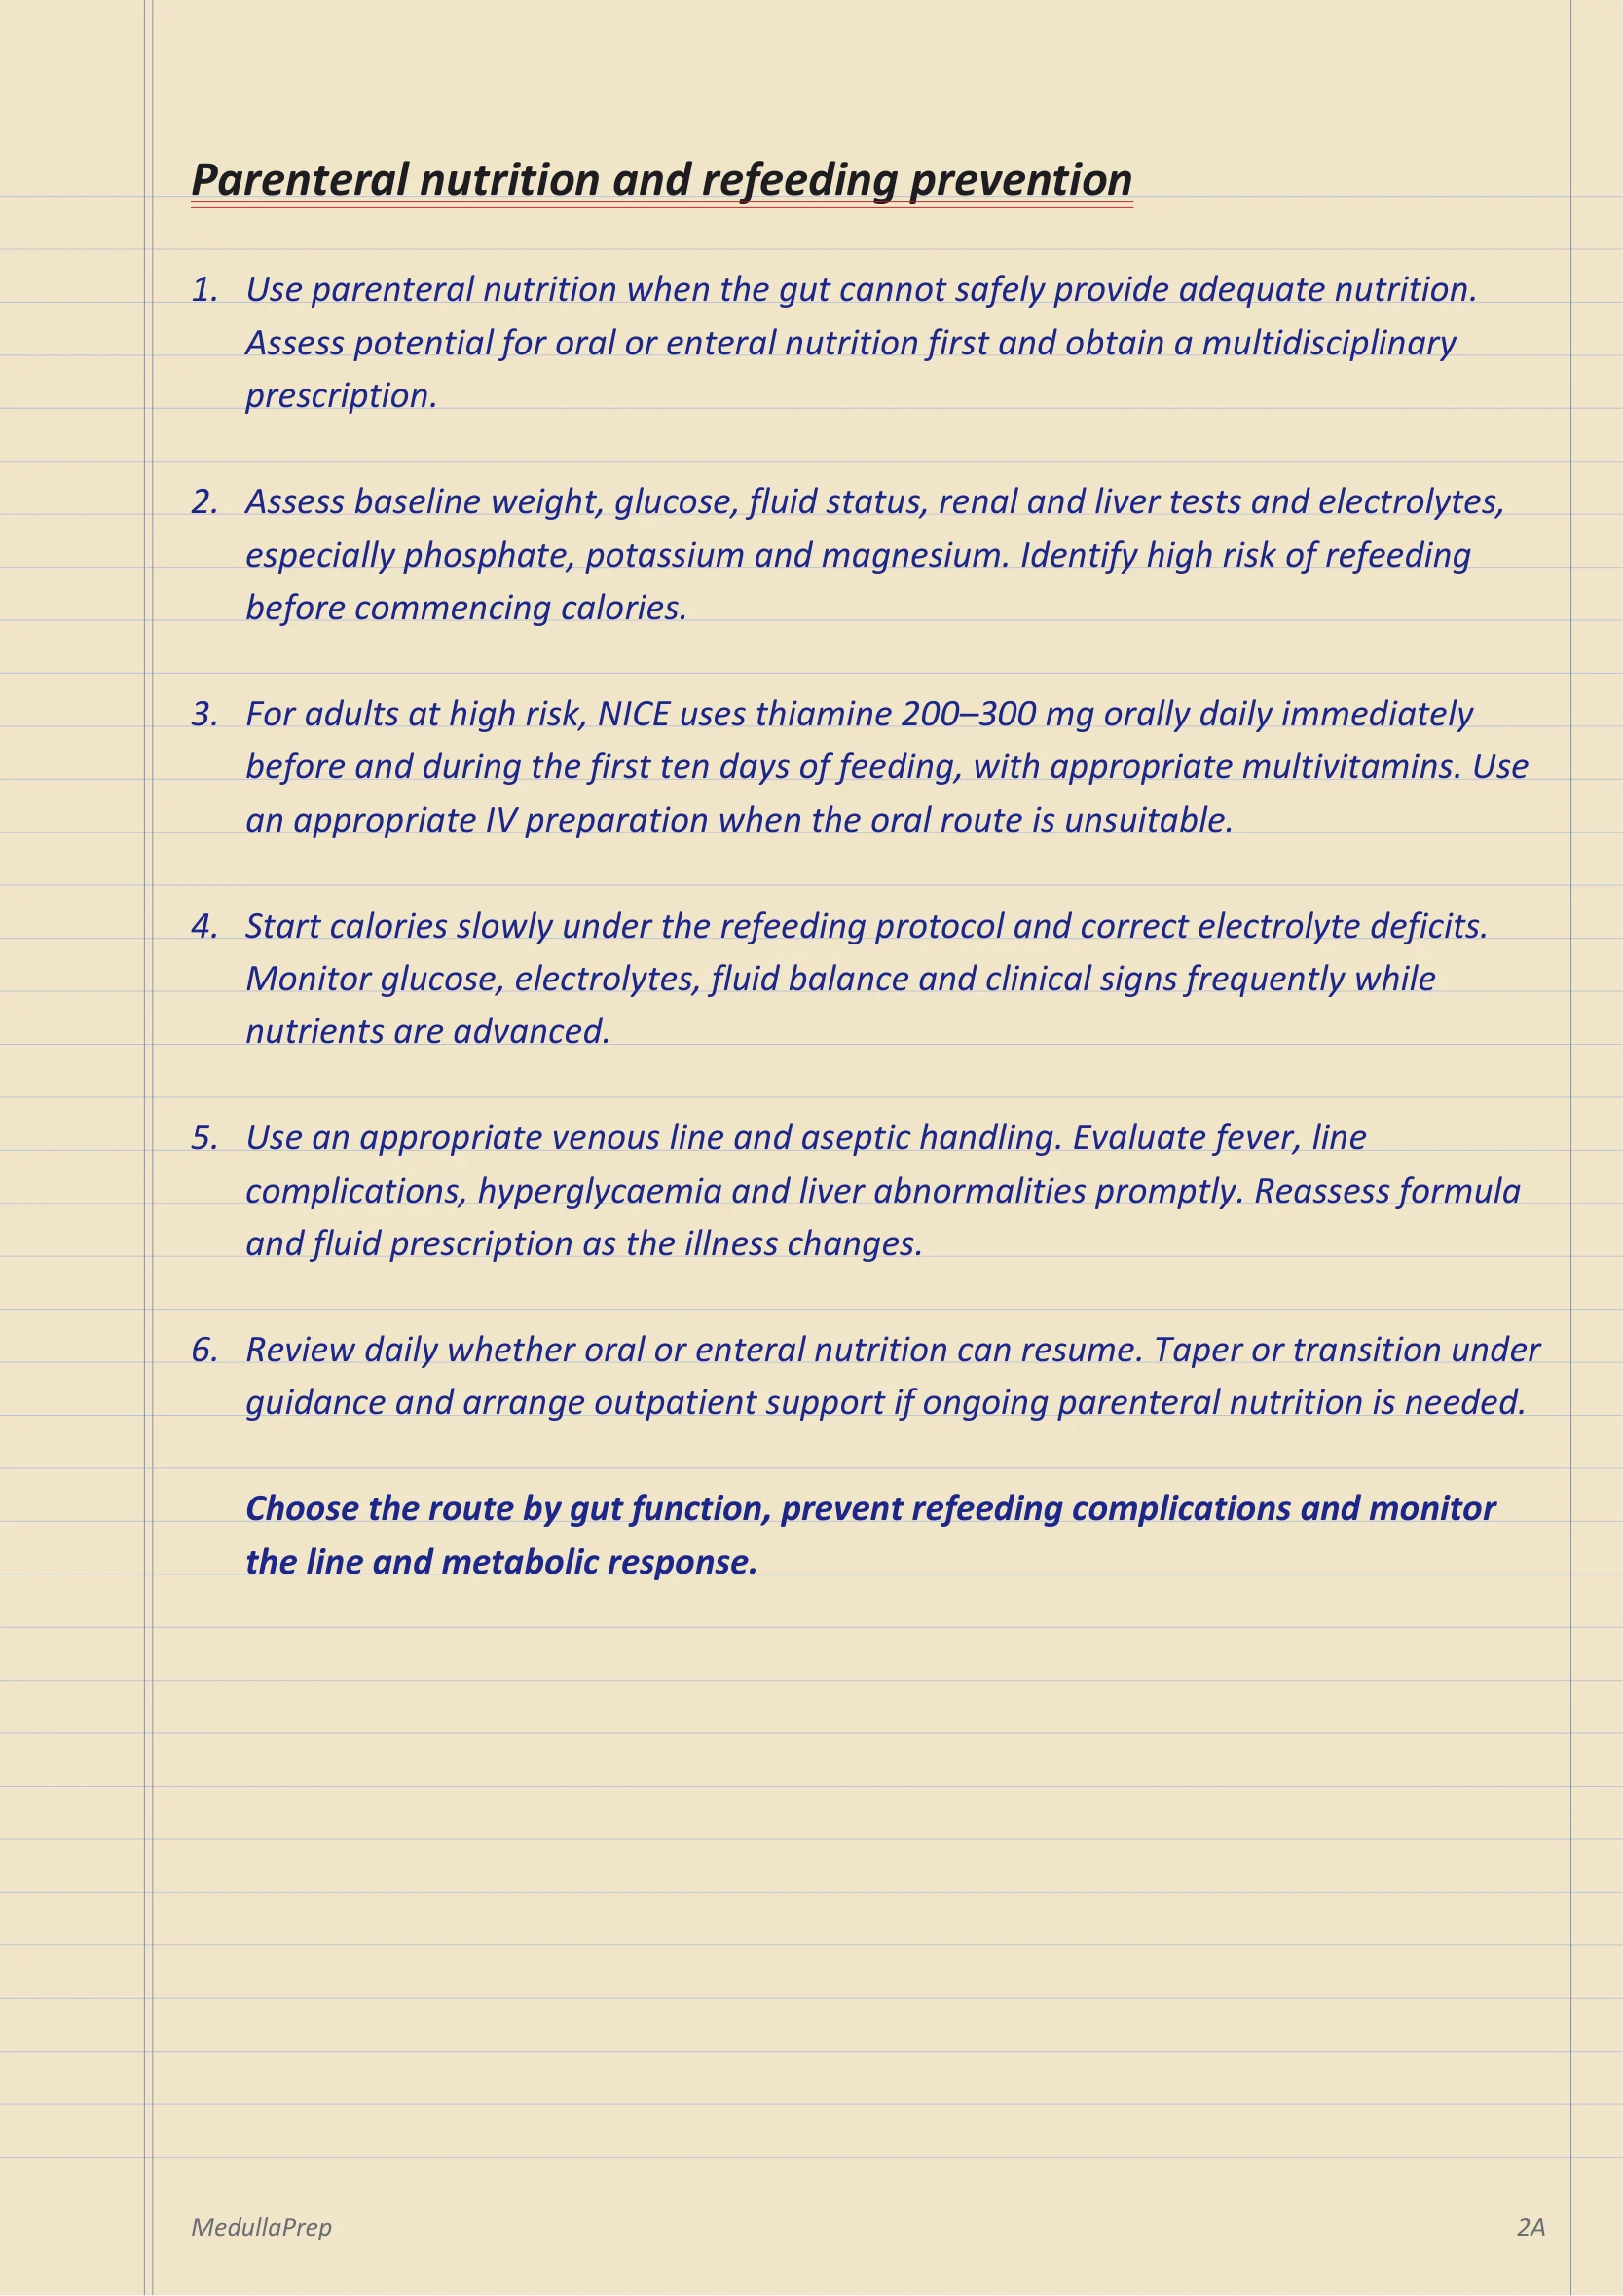 Parenteral nutrition and refeeding prevention
1. Use parenteral nutrition when the gut cannot safely provide adequate nutrition.
Assess potential for oral or enteral nutrition first and obtain a multidisciplinary
prescription.
2. Assess baseline weight, glucose, fluid status, renal and liver tests and electrolytes,
especially phosphate, potassium and magnesium. Identify high risk of refeeding
before commencing calories.
3. For adults at high risk, NICE uses thiamine 200–300 mg orally daily immediately
before and during the first ten days of feeding, with appropriate multivitamins. Use
an appropriate IV preparation when the oral route is unsuitable.
4. Start calories slowly under the refeeding protocol and correct electrolyte deficits.
Monitor glucose, electrolytes, fluid balance and clinical signs frequently while
nutrients are advanced.
5. Use an appropriate venous line and aseptic handling. Evaluate fever, line
complications, hyperglycaemia and liver abnormalities promptly. Reassess formula
and fluid prescription as the illness changes.
6. Review daily whether oral or enteral nutrition can resume. Taper or transition under
guidance and arrange outpatient support if ongoing parenteral nutrition is needed.
Choose the route by gut function, prevent refeeding complications and monitor
the line and metabolic response.
MedullaPrep
2A